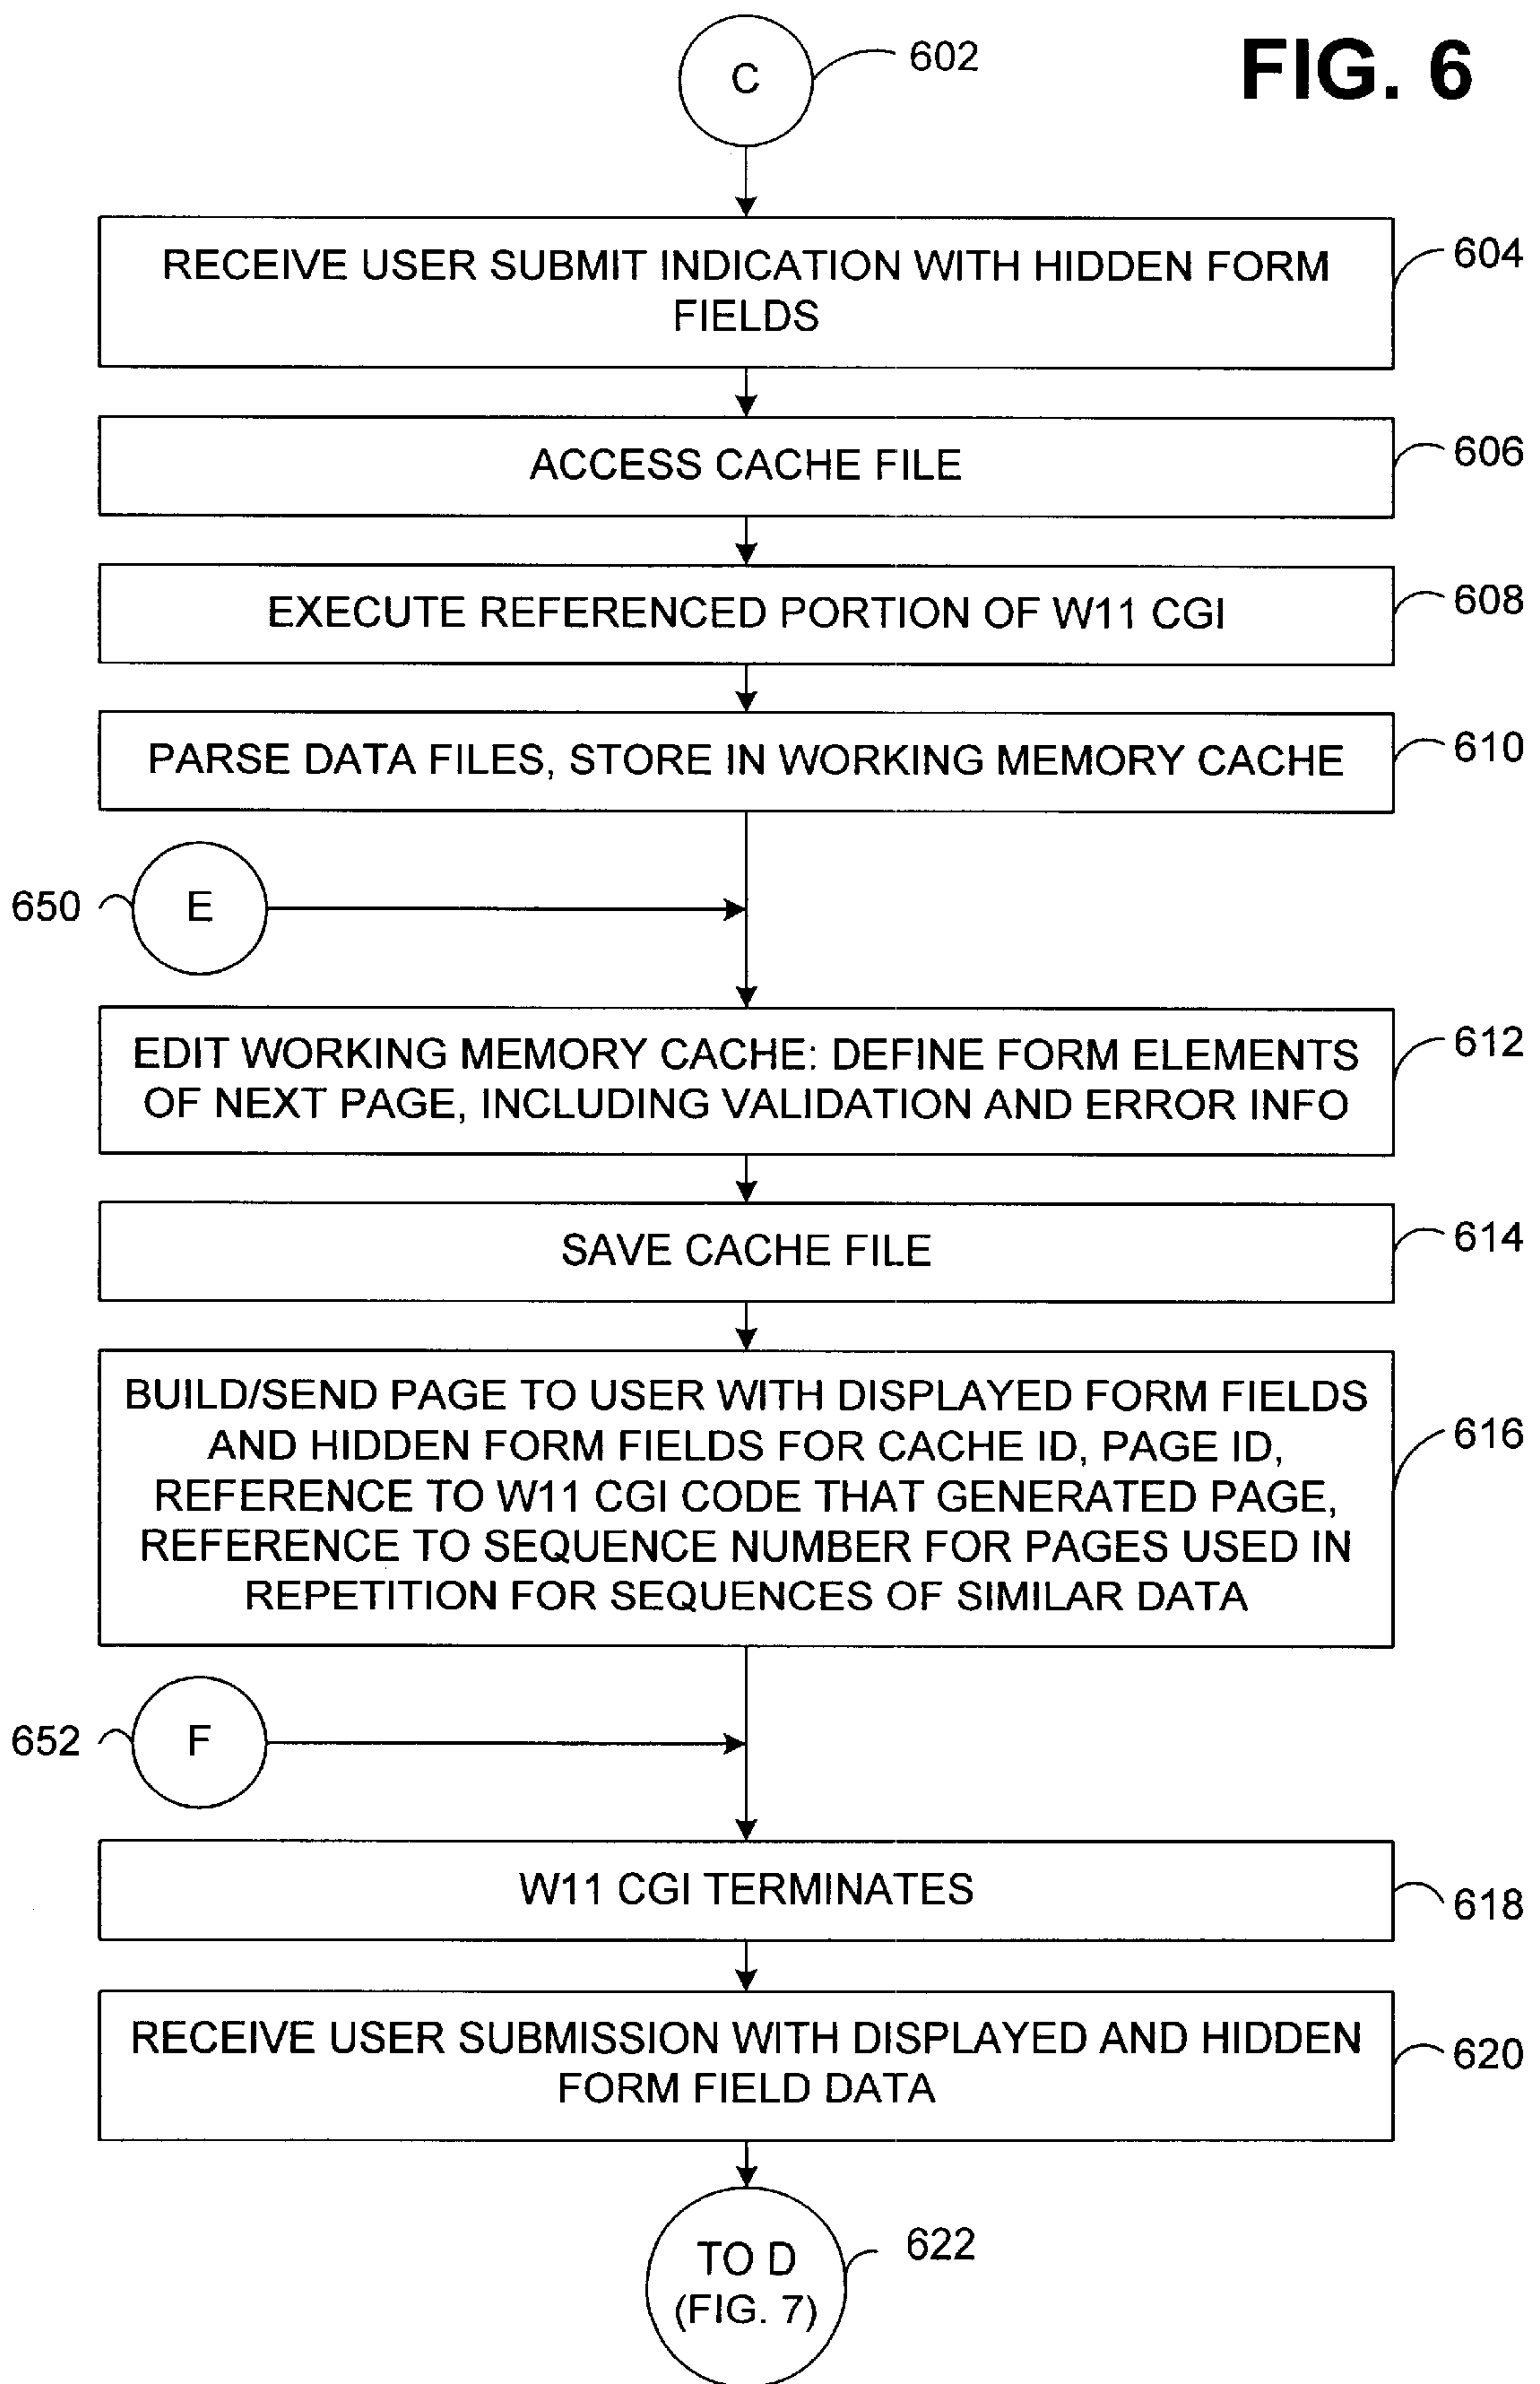 FIG. 6
C
602
RECEIVE USER SUBMIT INDICATION WITH HIDDEN FORM
FIELDS
604
ACCESS CACHE FILE
606
EXECUTE REFERENCED PORTION OF W11 CGI
608
PARSE DATA FILES, STORE IN WORKING MEMORY CACHE
610
650
E
EDIT WORKING MEMORY CACHE: DEFINE FORM ELEMENTS
OF NEXT PAGE, INCLUDING VALIDATION AND ERROR INFO
612
SAVE CACHE FILE
614
BUILD/SEND PAGE TO USER WITH DISPLAYED FORM FIELDS
AND HIDDEN FORM FIELDS FOR CACHE ID, PAGE ID,
REFERENCE TO W11 CGI CODE THAT GENERATED PAGE,
REFERENCE TO SEQUENCE NUMBER FOR PAGES USED IN
REPETITION FOR SEQUENCES OF SIMILAR DATA
616
652
F
W11 CGI TERMINATES
618
RECEIVE USER SUBMISSION WITH DISPLAYED AND HIDDEN
FORM FIELD DATA
620
TO D
(FIG. 7)
622